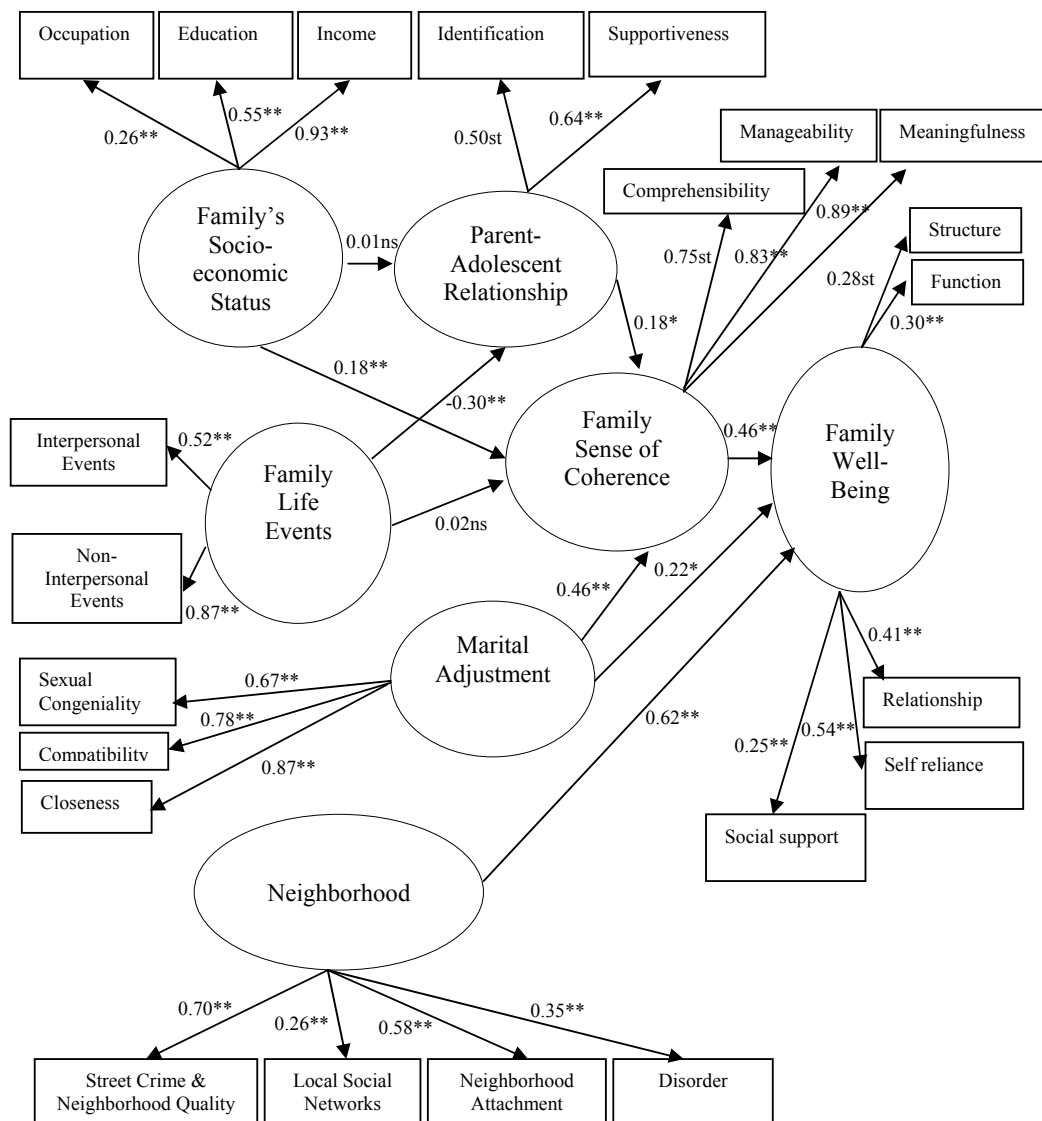 Occupation
Education
Income
Identification
Supportiveness
0.26**
0.55**
0.93**
0.50st
0.64**
Manageability
Meaningfulness
Comprehensibility
0.75st
0.83**
0.89**
Structure
Function
0.28st
0.30**
Family's
Socio-
economic
Status
0.01ns
Parent-
Adolescent
Relationship
0.18*
0.18**
-0.30**
Interpersonal
Events
0.52**
Non-
Interpersonal
Events
0.87**
Family
Life
Events
0.02ns
Family
Sense of
Coherence
0.46**
Family
Well-
Being
0.46**
0.22*
Marital
Adjustment
Sexual
Congeniality
0.67**
Compatibility
0.78**
Closeness
0.87**
0.62**
0.41**
Relationship
0.54**
Self reliance
0.25**
Social support
Neighborhood
0.70**
0.26**
0.58**
0.35**
Street Crime &
Neighborhood Quality
Local Social
Networks
Neighborhood
Attachment
Disorder